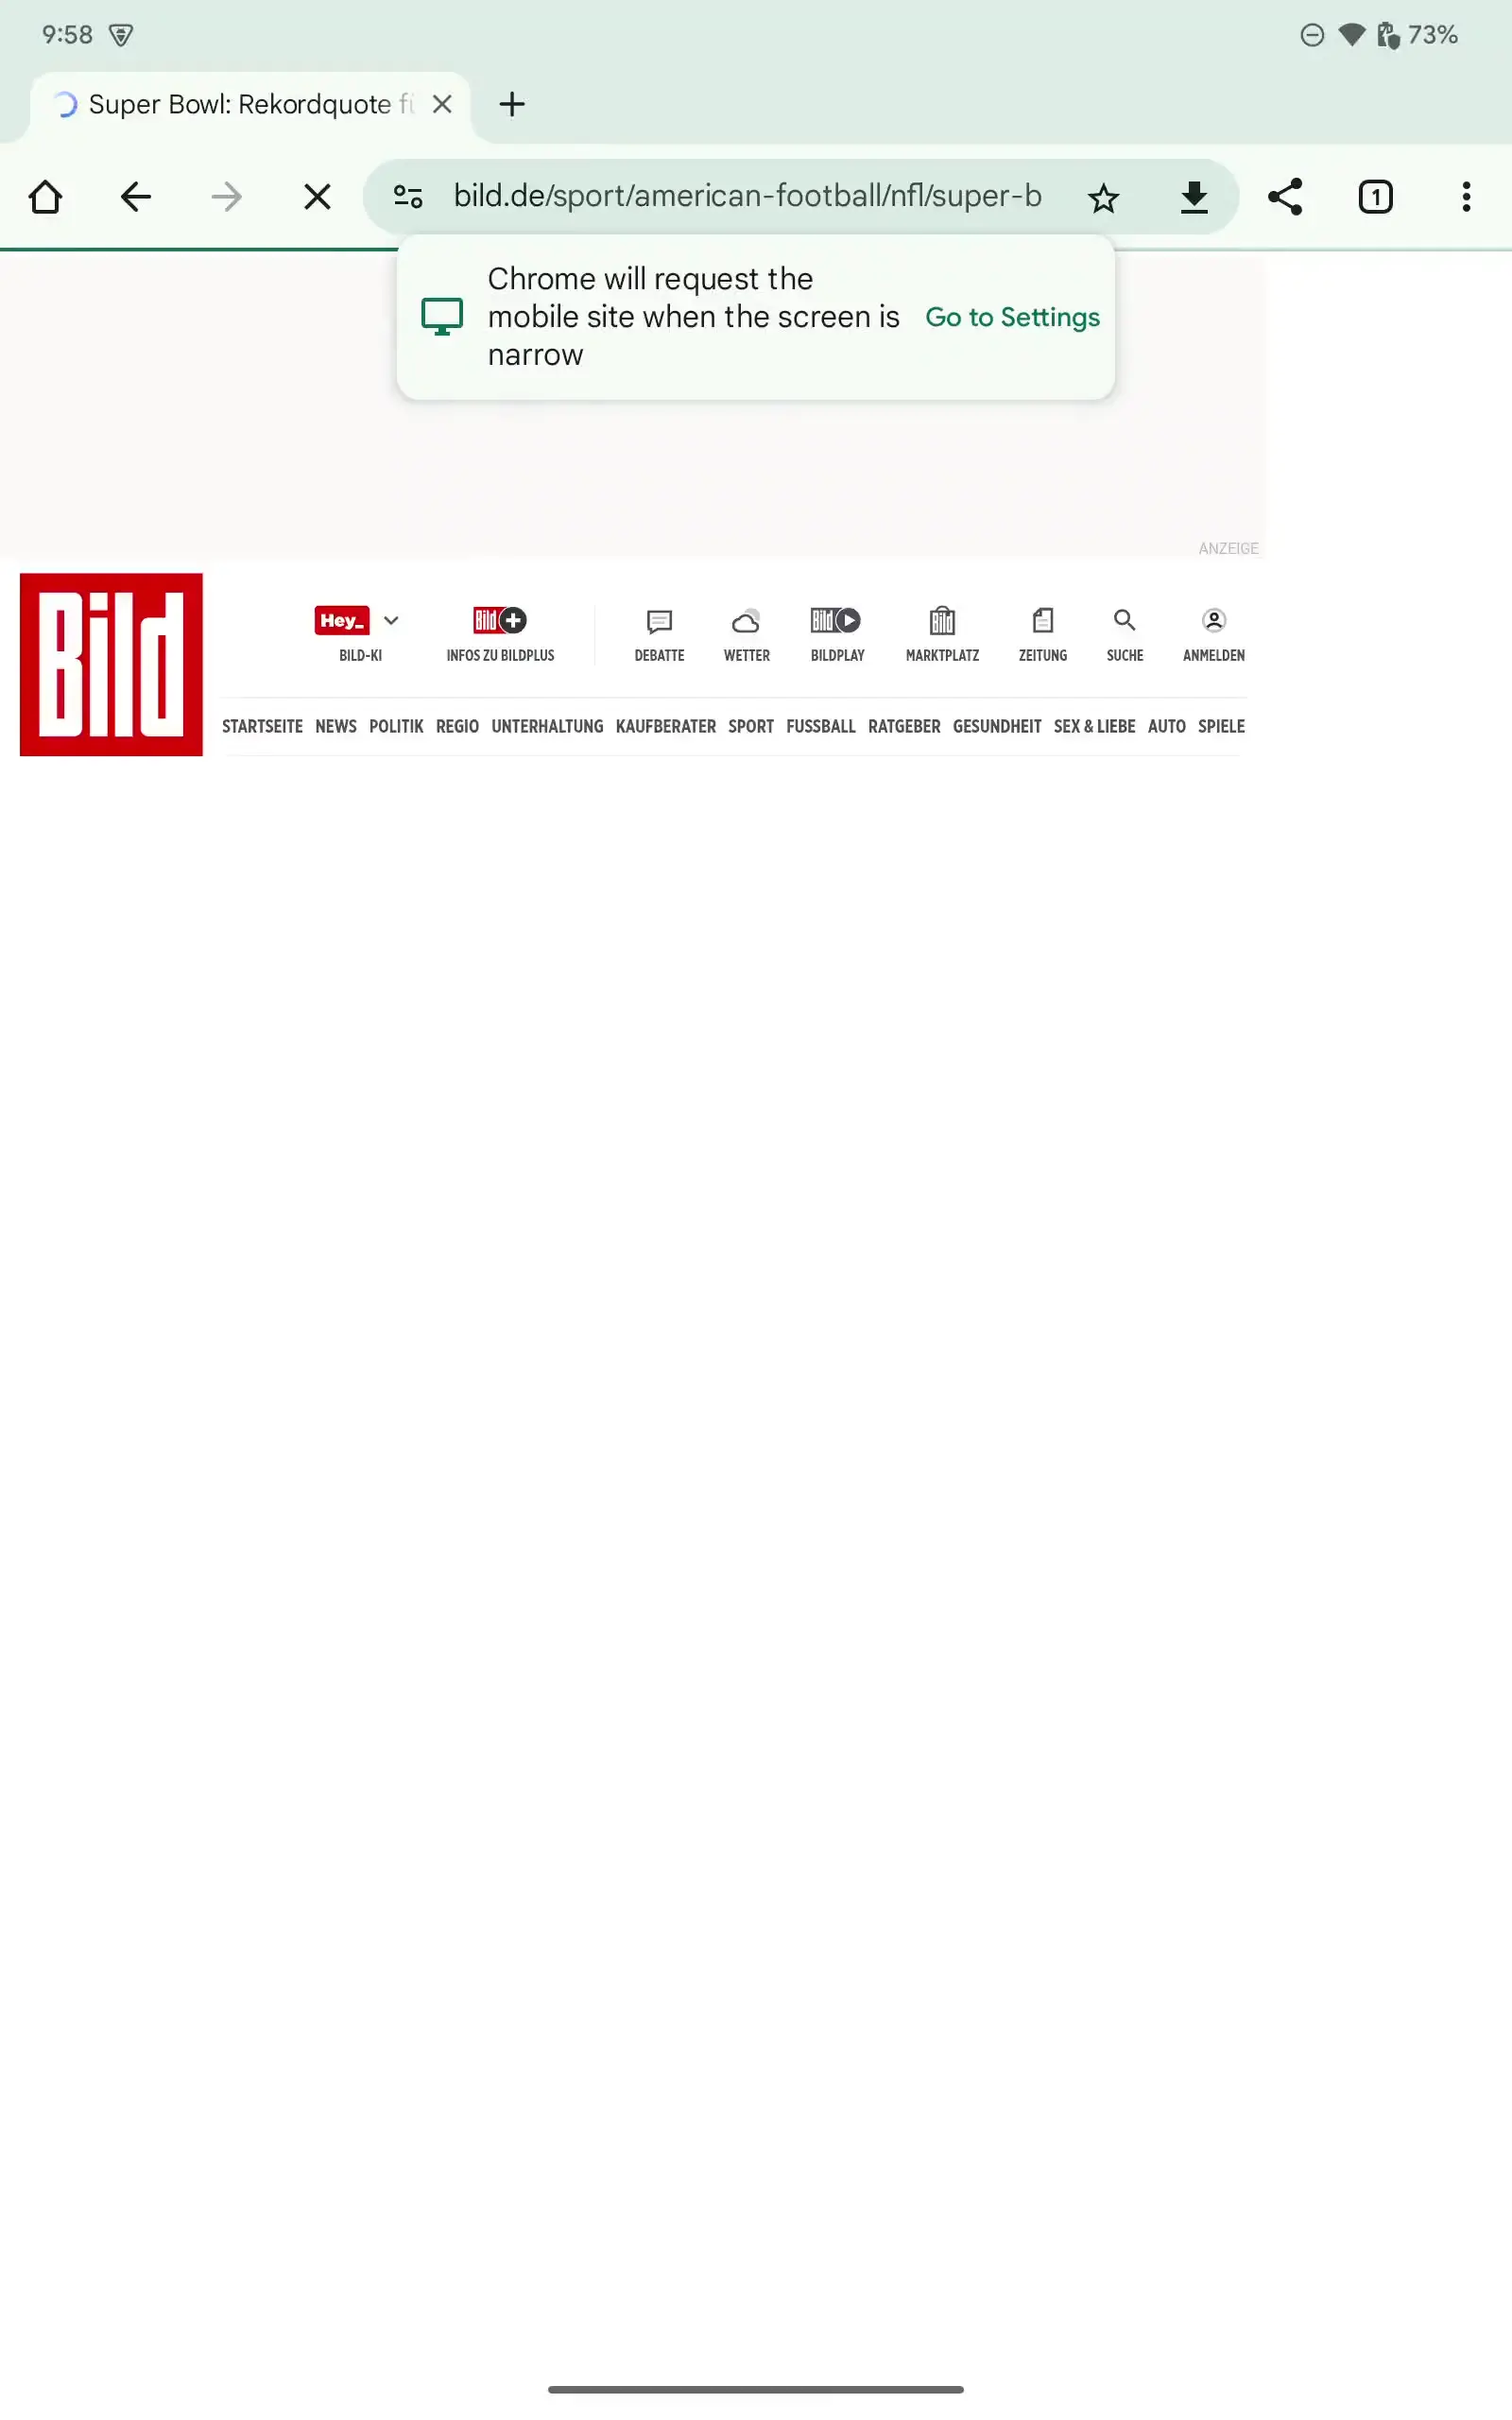 9:58
73%
Super Bowl: Rekordquote fü
bild.de/sport/american-football/nfl/super-b
1
Chrome will request the
mobile site when the screen is
narrow
Go to Settings
ANZEIGE
Bild
Hey_
Bild
Bild
Bild
BILD-KI
INFOS ZU BILDPLUS
DEBATTE
WETTER
BILDPLAY
MARKTPLATZ
ZEITUNG
SUCHE
ANMELDEN
STARTSEITE NEWS POLITIK REGIO UNTERHALTUNG KAUFBERATER SPORT FUSSBALL RATGEBER GESUNDHEIT SEX & LIEBE AUTO SPIELE